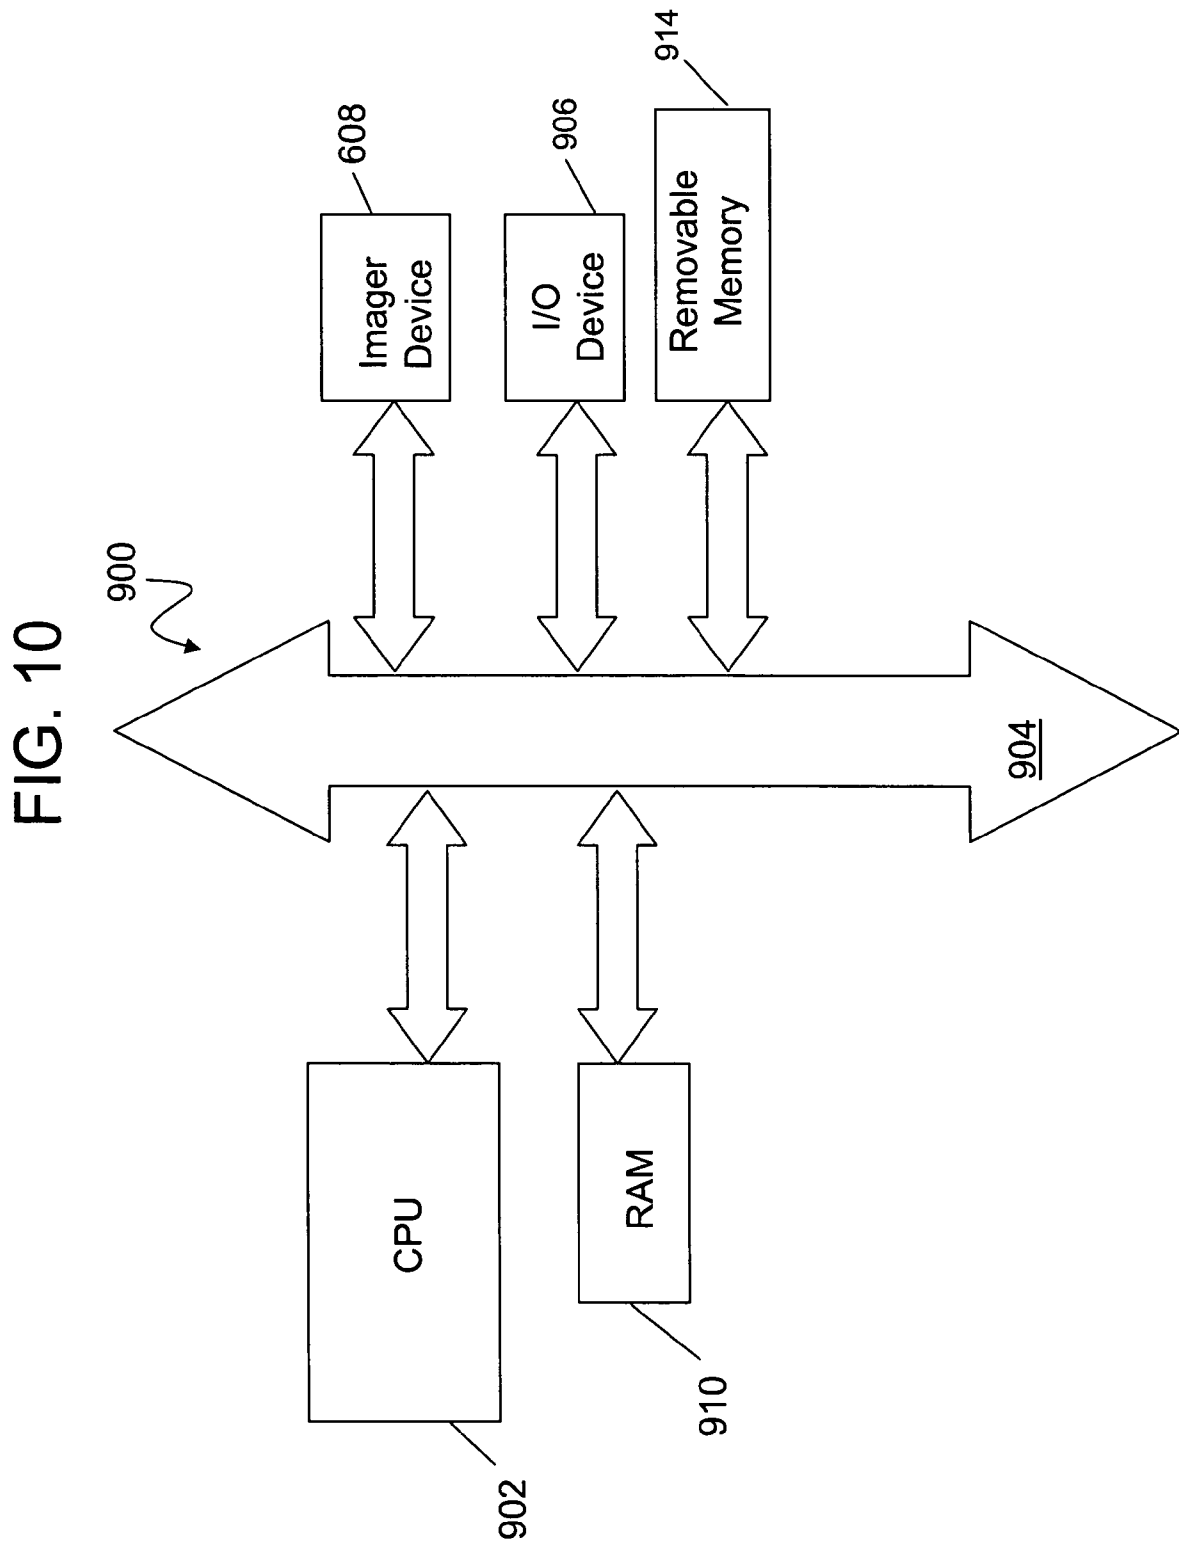 FIG. 10
900
CPU
902
RAM
910
Imager
Device
608
I/O
Device
906
Removable
Memory
914
904